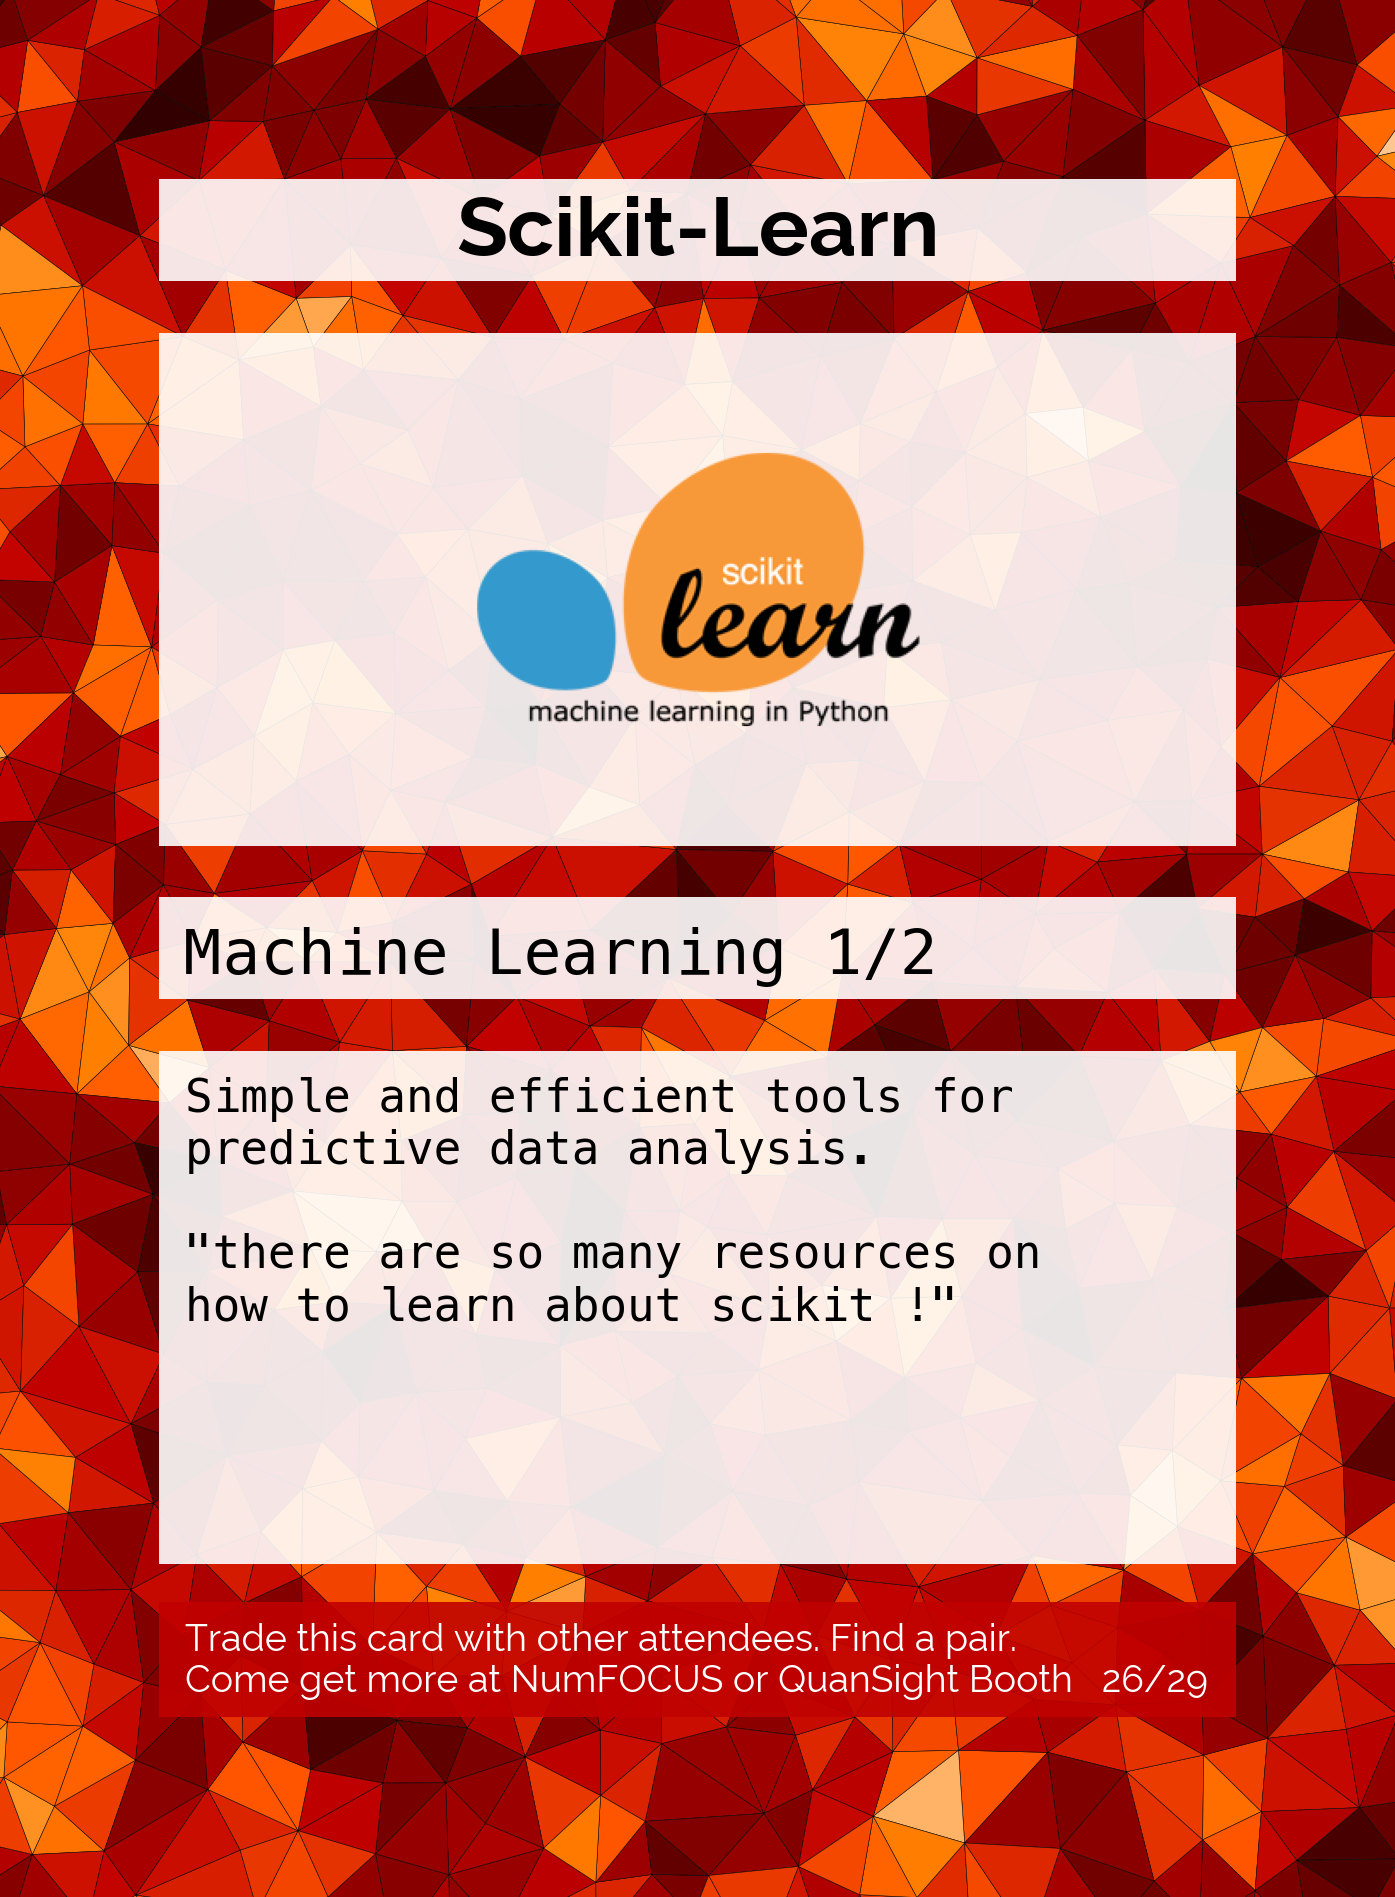 Scikit-Learn
scikit
learn
machine learning in Python
Machine Learning 1/2
Simple and efficient tools for
predictive data analysis.
"there are so many resources on
how to learn about scikit !"
Trade this card with other attendees. Find a pair.
Come get more at NumFOCUS or QuanSight Booth 26/29